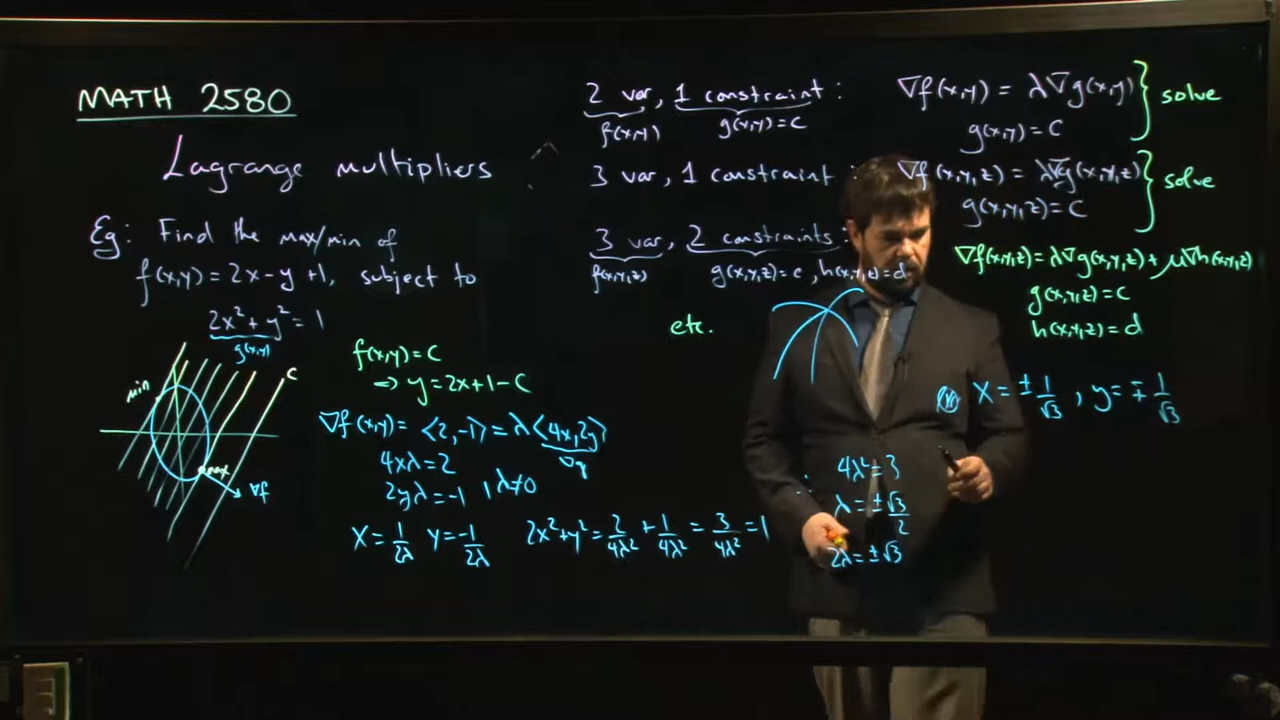 MATH 2580
Lagrange multipliers
Eg: Find the max/min of
f(x,y) = 2x - y + 1, subject to
2x² + y² = 1
g(x,y)
min
C
max
∇f
f(x,y) = C
⇒ y = 2x + 1 - C
∇f(x,y) = ⟨2, -1⟩ = λ⟨4x, 2y⟩
∇g
4xλ = 2
2yλ = -1, λ ≠ 0
x = 1/2λ y = -1/2λ 2x² + y² = 2/4λ² + 1/4λ² = 3/4λ² = 1
2 var, 1 constraint : ∇f(x,y) = λ∇g(x,y)
f(x,y) g(x,y) = C g(x,y) = C
solve
3 var, 1 constraint : ∇f(x,y,z) = λ∇g(x,y,z)
g(x,y,z) = C
solve
3 var, 2 constraints :
f(x,y,z) g(x,y,z) = c, h(x,y,z) = d
∇f(x,y,z) = λ∇g(x,y,z) + μ∇h(x,y,z)
g(x,y,z) = c
h(x,y,z) = d
etc.
∴ 4λ² = 3
∴ λ = ± √3/2
2λ = ± √3
x = ± 1/√3 , y = ∓ 1/√3